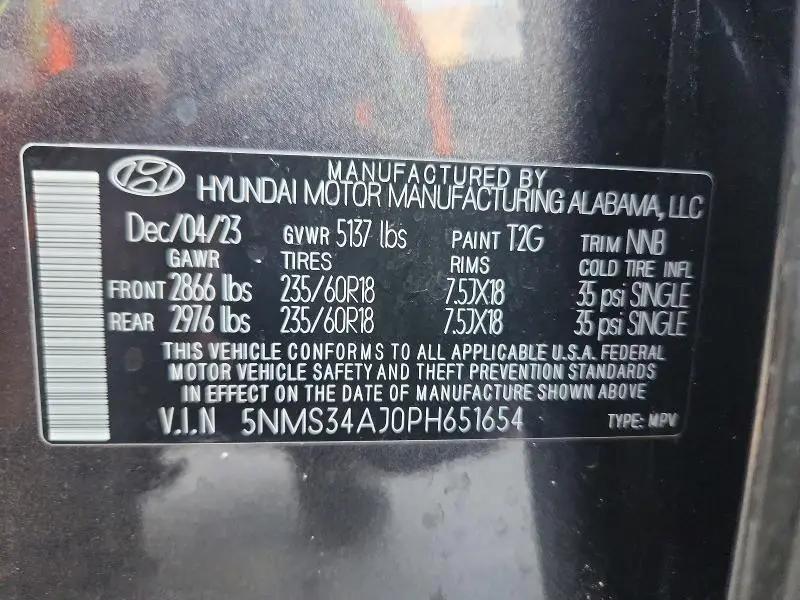 MANUFACTURED BY
HYUNDAI MOTOR MANUFACTURING ALABAMA, LLC
Dec/04/23 GVWR 5137 lbs PAINT T2G TRIM NNB
GAWR TIRES RIMS COLD TIRE INFL
FRONT 2866 lbs 235/60R18 7.5JX18 35 psi SINGLE
REAR 2976 lbs 235/60R18 7.5JX18 35 psi SINGLE
THIS VEHICLE CONFORMS TO ALL APPLICABLE U.S.A. FEDERAL
MOTOR VEHICLE SAFETY AND THEFT PREVENTION STANDARDS
IN EFFECT ON THE DATE OF MANUFACTURE SHOWN ABOVE
V.I.N 5NMS34AJ0PH651654 TYPE: MPV